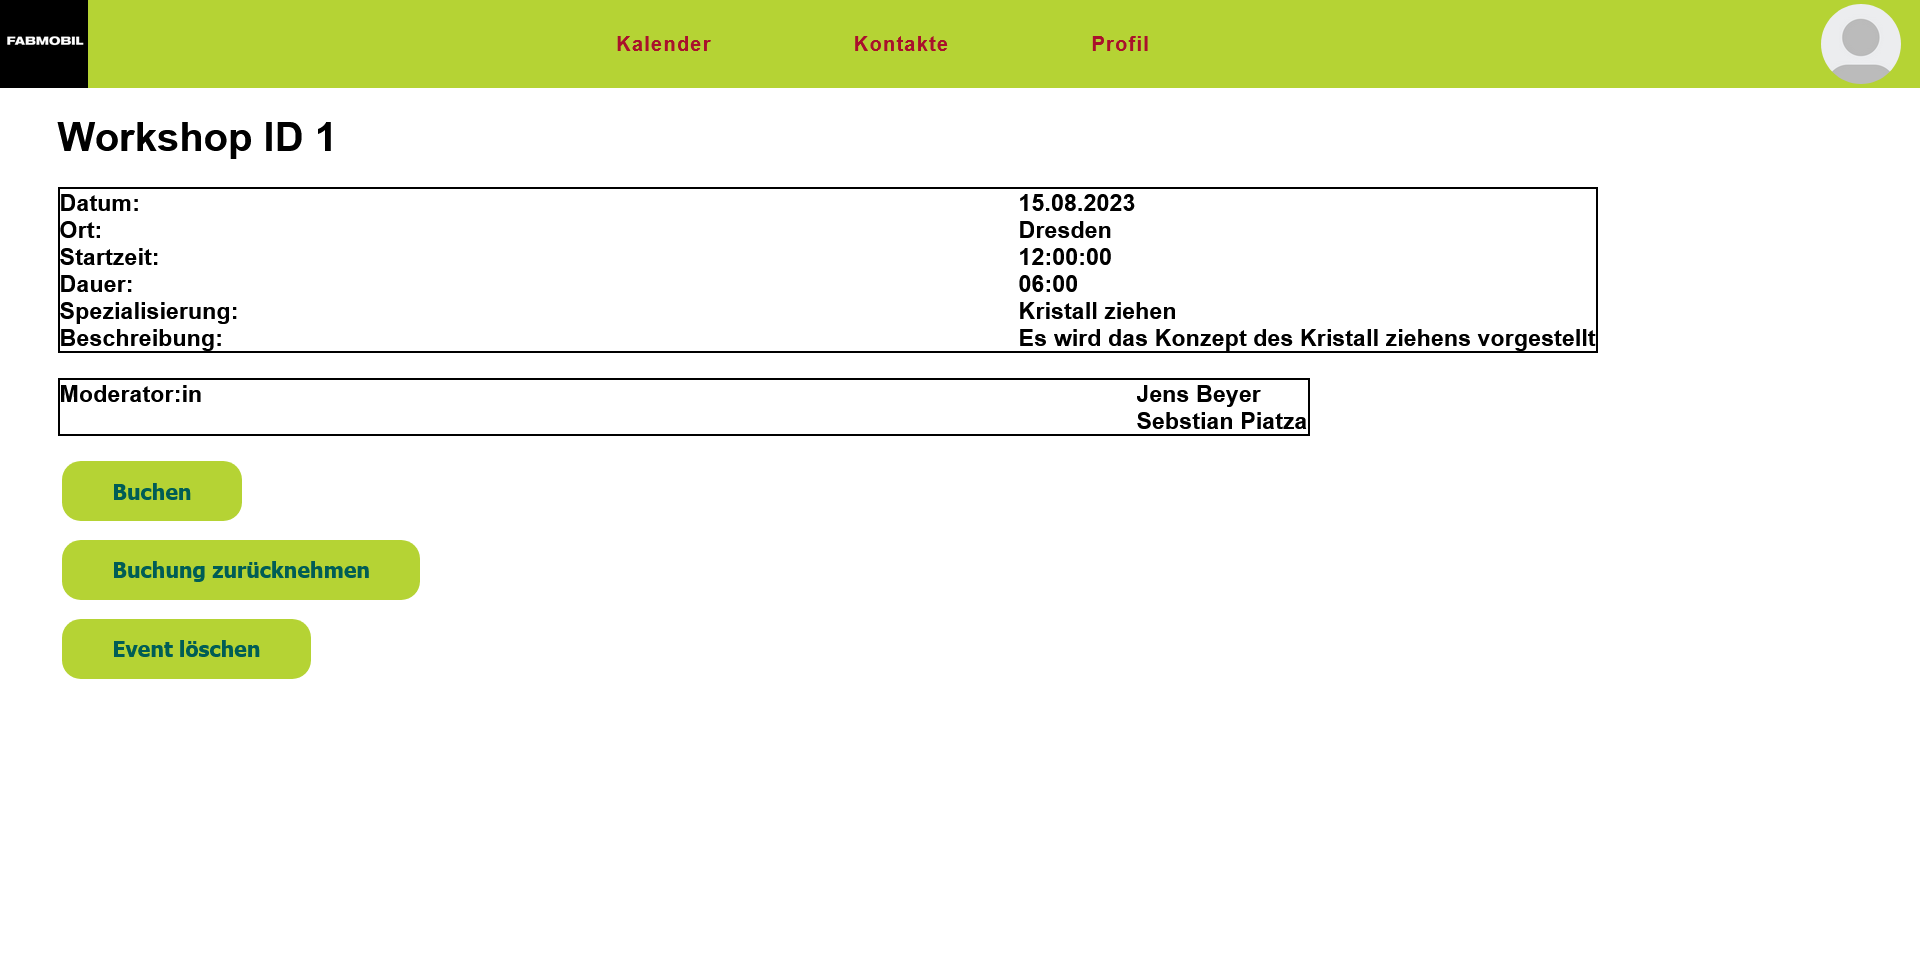 FABMOBIL
Kalender Kontakte Profil
Workshop ID 1
Datum: 15.08.2023
Ort: Dresden
Startzeit: 12:00:00
Dauer: 06:00
Spezialisierung: Kristall ziehen
Beschreibung: Es wird das Konzept des Kristall ziehens vorgestellt
Moderator:in Jens Beyer
Sebstian Piatza
Buchen
Buchung zurücknehmen
Event löschen